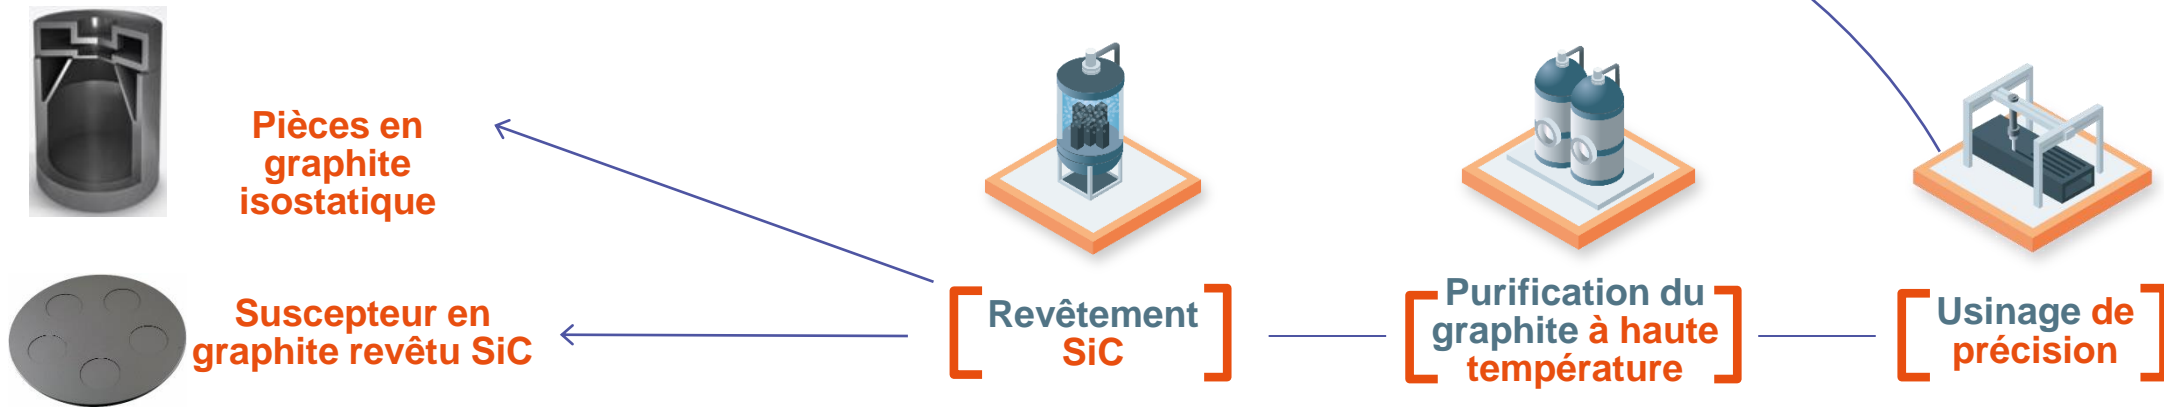 Pièces en
graphite
isostatique
Suscepteur en
graphite revêtu SiC
Revêtement
SiC
Purification du
graphite à haute
température
Usinage de
précision